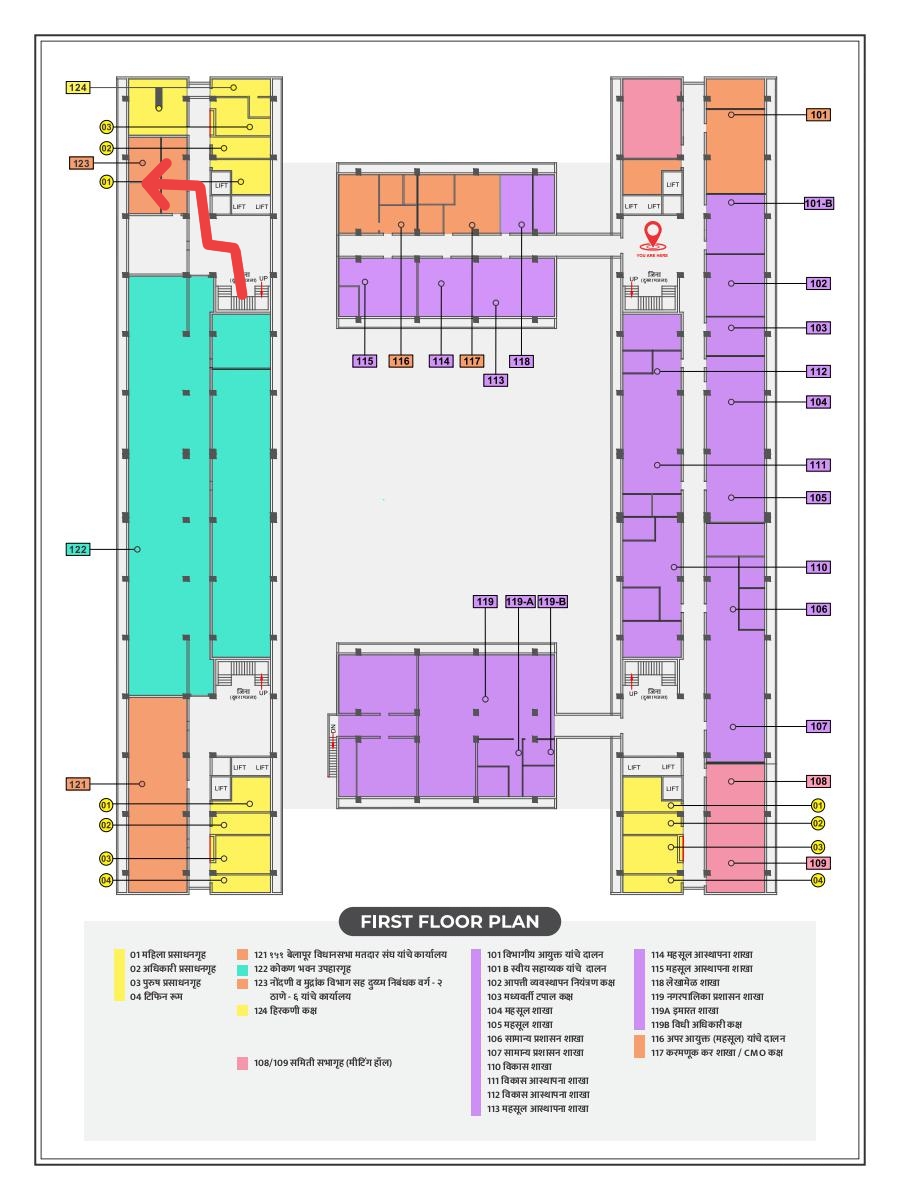 124
03
02
123
01
LIFT
LIFT
LIFT
जिना
UP
122
121
01
02
03
04
जिना
UP
LIFT
LIFT
LIFT
115
116
114
117
118
113
119
119-A
119-B
DN
LIFT
LIFT
LIFT
YOU ARE HERE
जिना
UP
जिना
UP
LIFT
LIFT
LIFT
101
101-B
102
103
112
104
111
105
110
106
107
108
01
02
03
109
04
FIRST FLOOR PLAN
01 महिला प्रसाधनगृह
02 अधिकारी प्रसाधनगृह
03 पुरुष प्रसाधनगृह
04 टिफिन रूम
121 १५१ बेलापूर विधानसभा मतदार संघ यांचे कार्यालय
122 कोकण भवन उपहारगृह
123 नोंदणी व मुद्रांक विभाग सह दुय्यम निबंधक वर्ग - २
ठाणे - ६ यांचे कार्यालय
124 हिरकणी कक्ष
108/109 समिती सभागृह (मीटिंग हॉल)
101 विभागीय आयुक्त यांचे दालन
101 B स्वीय सहाय्यक यांचे दालन
102 आपत्ती व्यवस्थापन नियंत्रण कक्ष
103 मध्यवर्ती टपाल कक्ष
104 महसूल शाखा
105 महसूल शाखा
106 सामान्य प्रशासन शाखा
107 सामान्य प्रशासन शाखा
110 विकास शाखा
111 विकास आस्थापना शाखा
112 विकास आस्थापना शाखा
113 महसूल आस्थापना शाखा
114 महसूल आस्थापना शाखा
115 महसूल आस्थापना शाखा
118 लेखामेळ शाखा
119 नगरपालिका प्रशासन शाखा
119A इमारत शाखा
119B विधी अधिकारी कक्ष
116 अपर आयुक्त (महसूल) यांचे दालन
117 करमणूक कर शाखा / CMO कक्ष